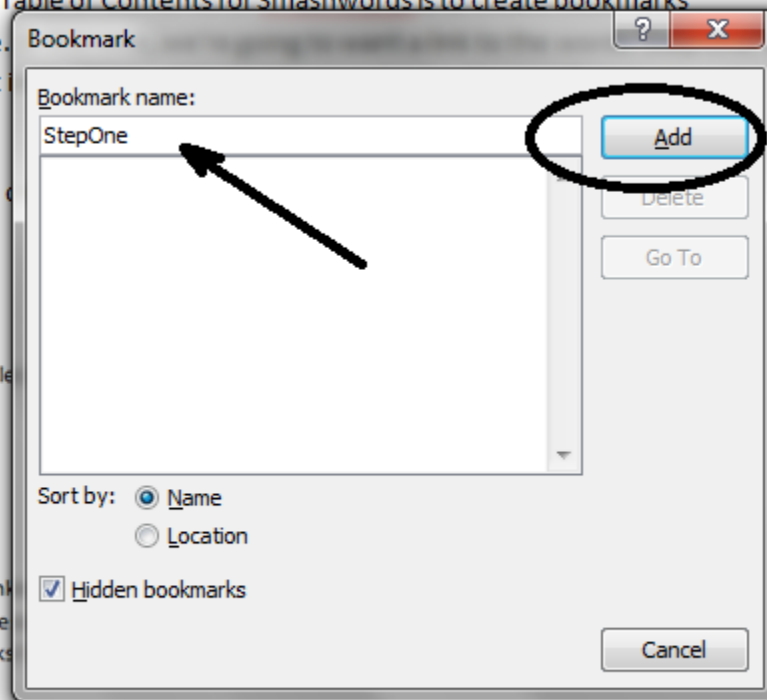 Table of Contents for Smashwords is to create bookmarks
Bookmark
?
X
Bookmark name:
StepOne
Add
Delete
Go To
Sort by:
Name
Location
Hidden bookmarks
Cancel